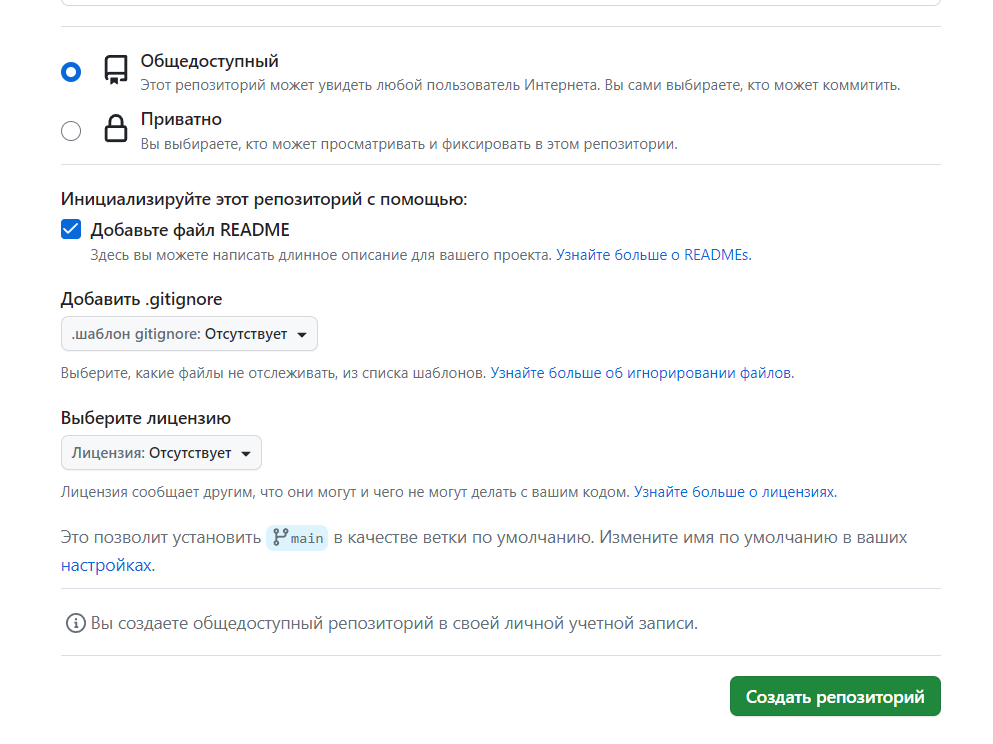 Общедоступный
Этот репозиторий может увидеть любой пользователь Интернета. Вы сами выбираете, кто может коммитить.
Приватно
Вы выбираете, кто может просматривать и фиксировать в этом репозитории.
Инициализируйте этот репозиторий с помощью:
Добавьте файл README
Здесь вы можете написать длинное описание для вашего проекта. Узнайте больше о READMEs.
Добавить .gitignore
.шаблон gitignore: Отсутствует
Выберите, какие файлы не отслеживать, из списка шаблонов. Узнайте больше об игнорировании файлов.
Выберите лицензию
Лицензия: Отсутствует
Лицензия сообщает другим, что они могут и чего не могут делать с вашим кодом. Узнайте больше о лицензиях.
Это позволит установить main в качестве ветки по умолчанию. Измените имя по умолчанию в ваших
настройках.
Вы создаете общедоступный репозиторий в своей личной учетной записи.
Создать репозиторий